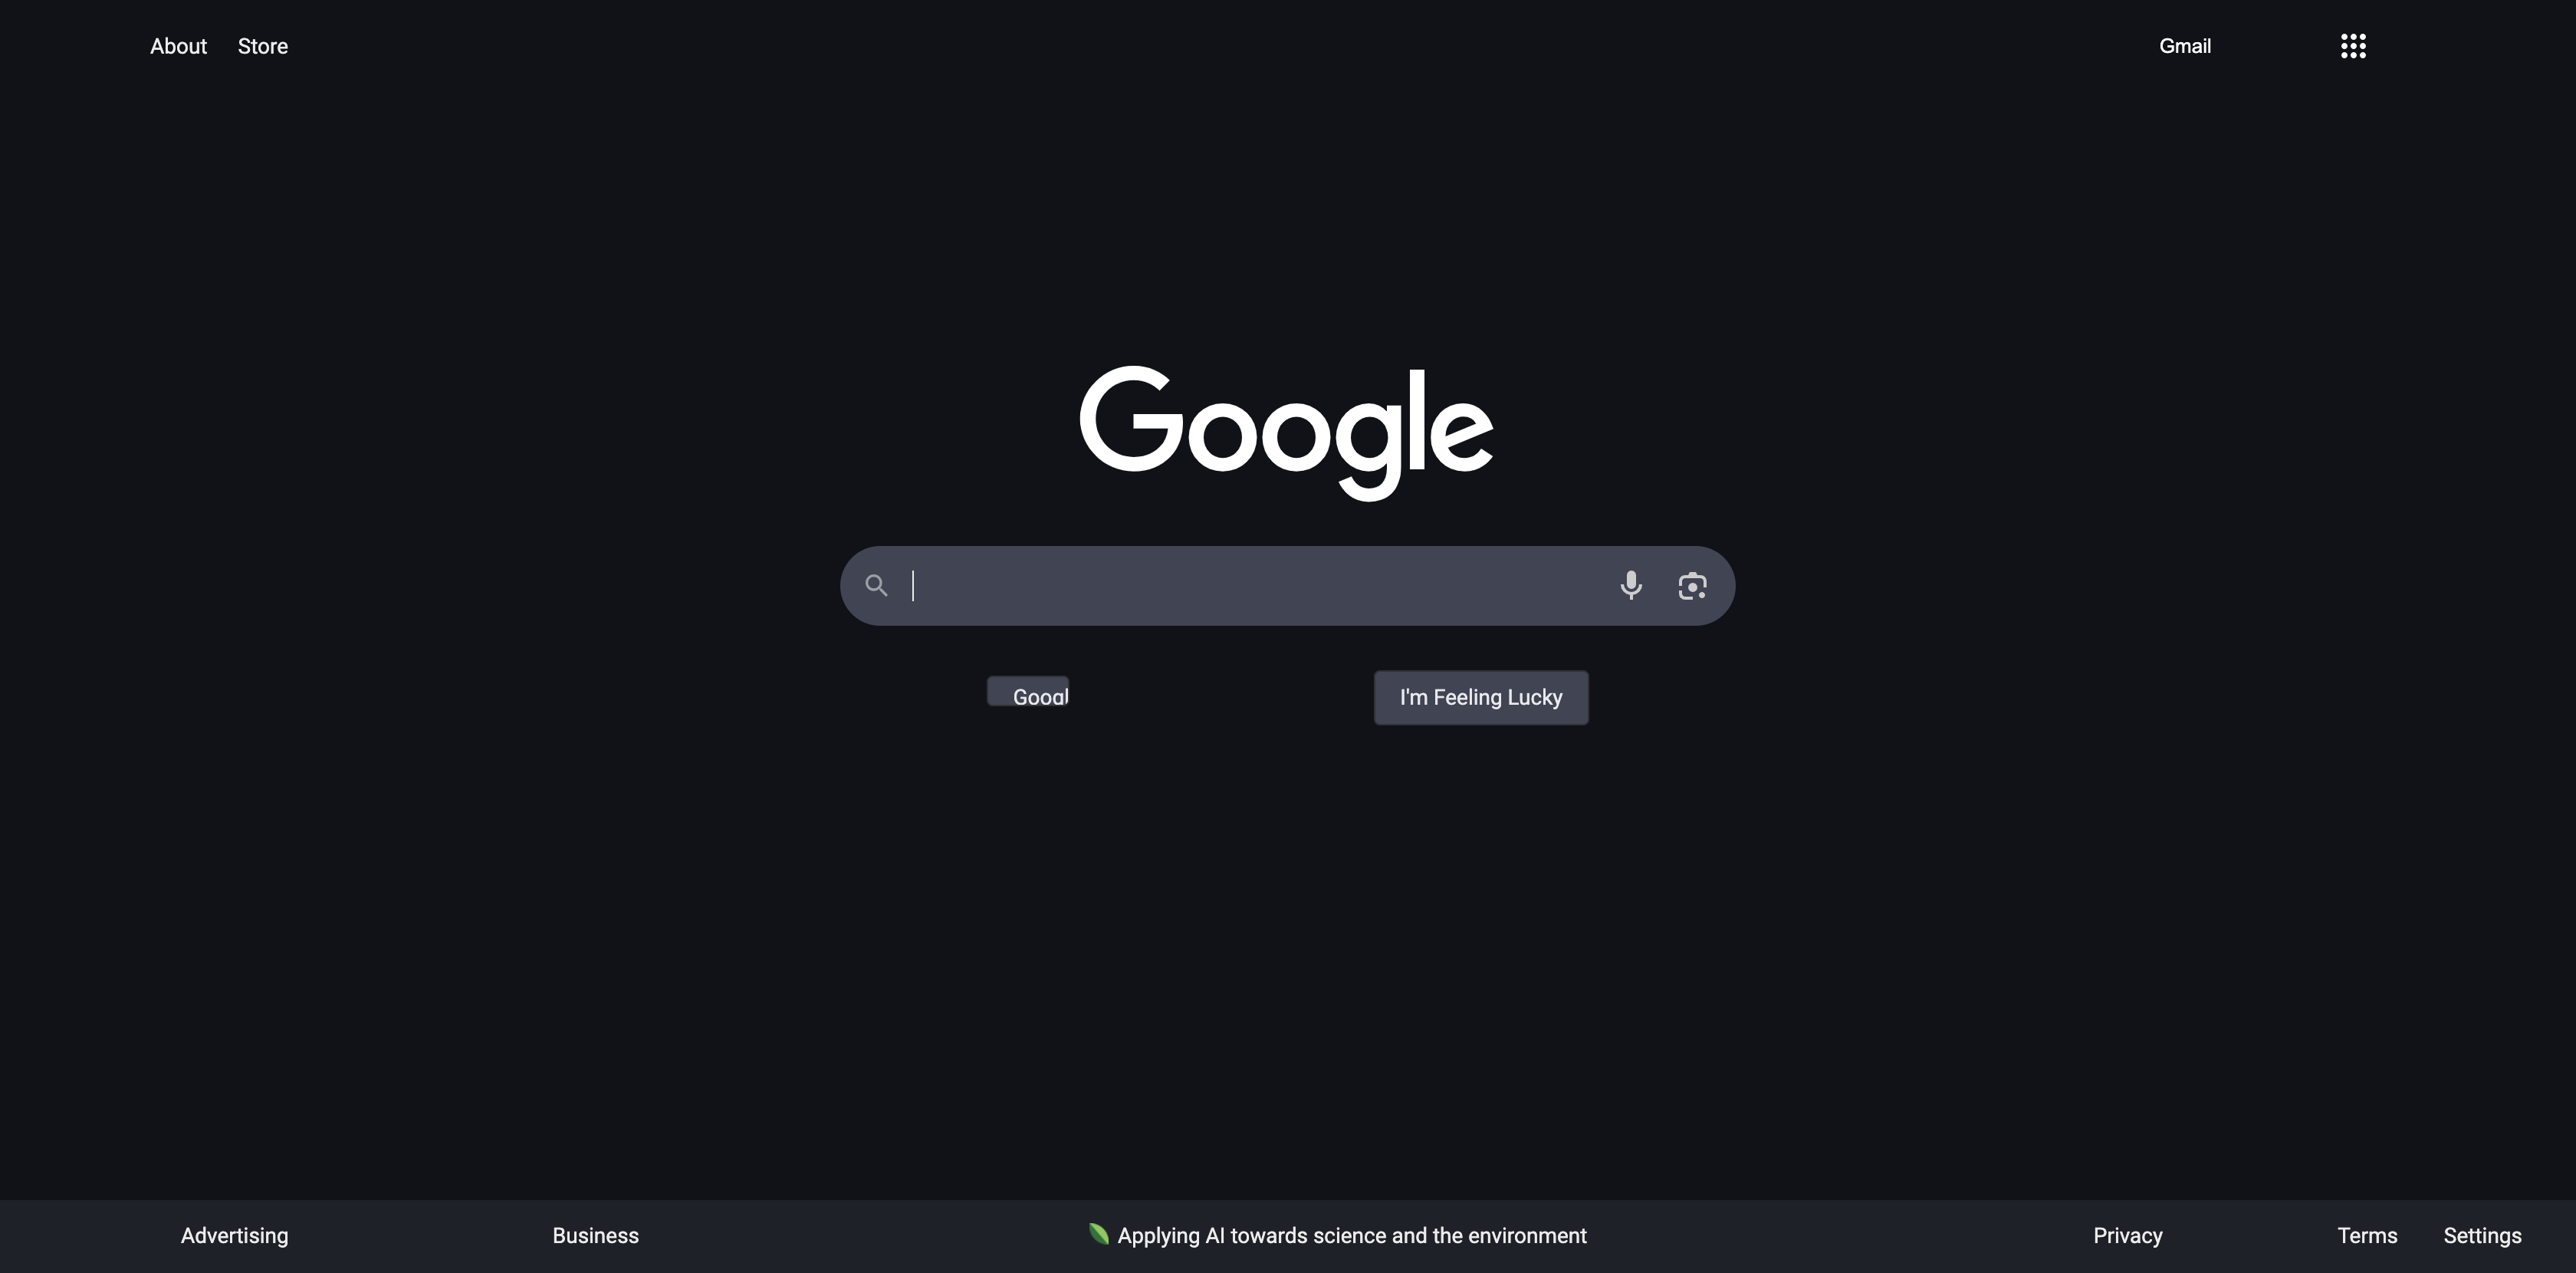 About Store Gmail
Google
Googl
I'm Feeling Lucky
Advertising Business Applying AI towards science and the environment Privacy Terms Settings